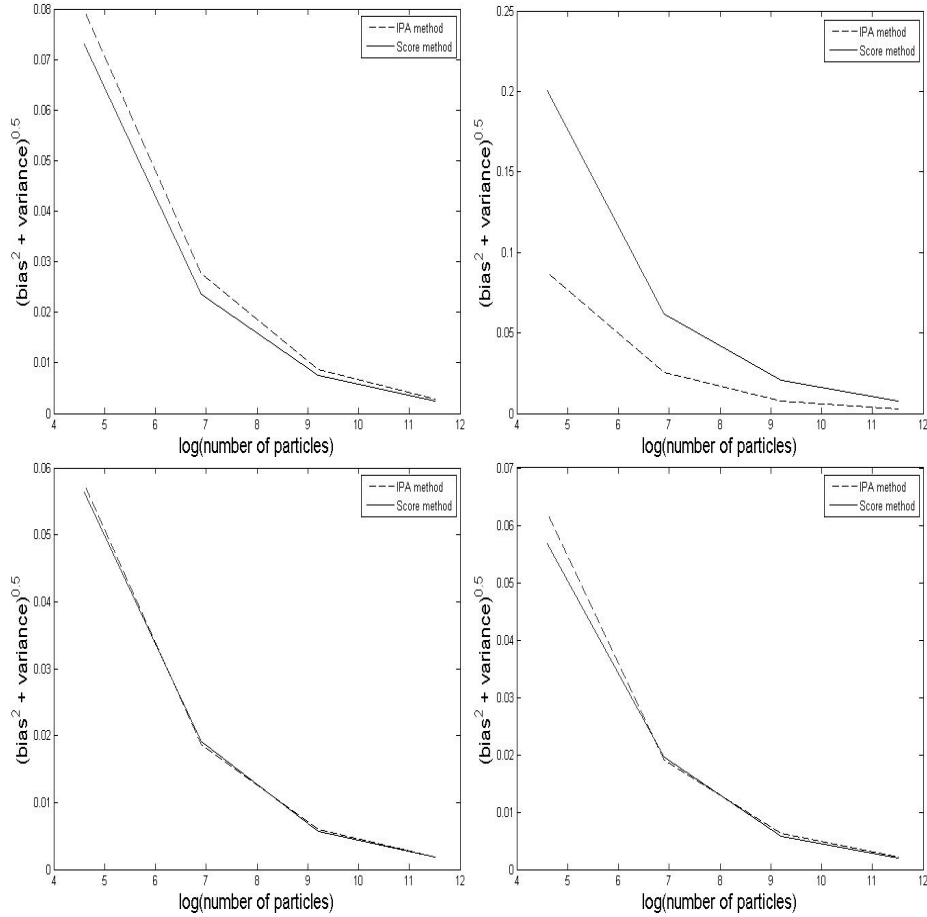 0.08
0.07
0.06
0.05
0.04
0.03
0.02
0.01
0
(bias² + variance)^0.5
IPA method
Score method
4 5 6 7 8 9 10 11 12
log(number of particles)
0.25
0.2
0.15
0.1
0.05
0
(bias² + variance)^0.5
IPA method
Score method
4 5 6 7 8 9 10 11 12
log(number of particles)
0.06
0.05
0.04
0.03
0.02
0.01
0
(bias² + variance)^0.5
IPA method
Score method
4 5 6 7 8 9 10 11 12
log(number of particles)
0.07
0.06
0.05
0.04
0.03
0.02
0.01
0
(bias² + variance)^0.5
IPA method
Score method
4 5 6 7 8 9 10 11 12
log(number of particles)